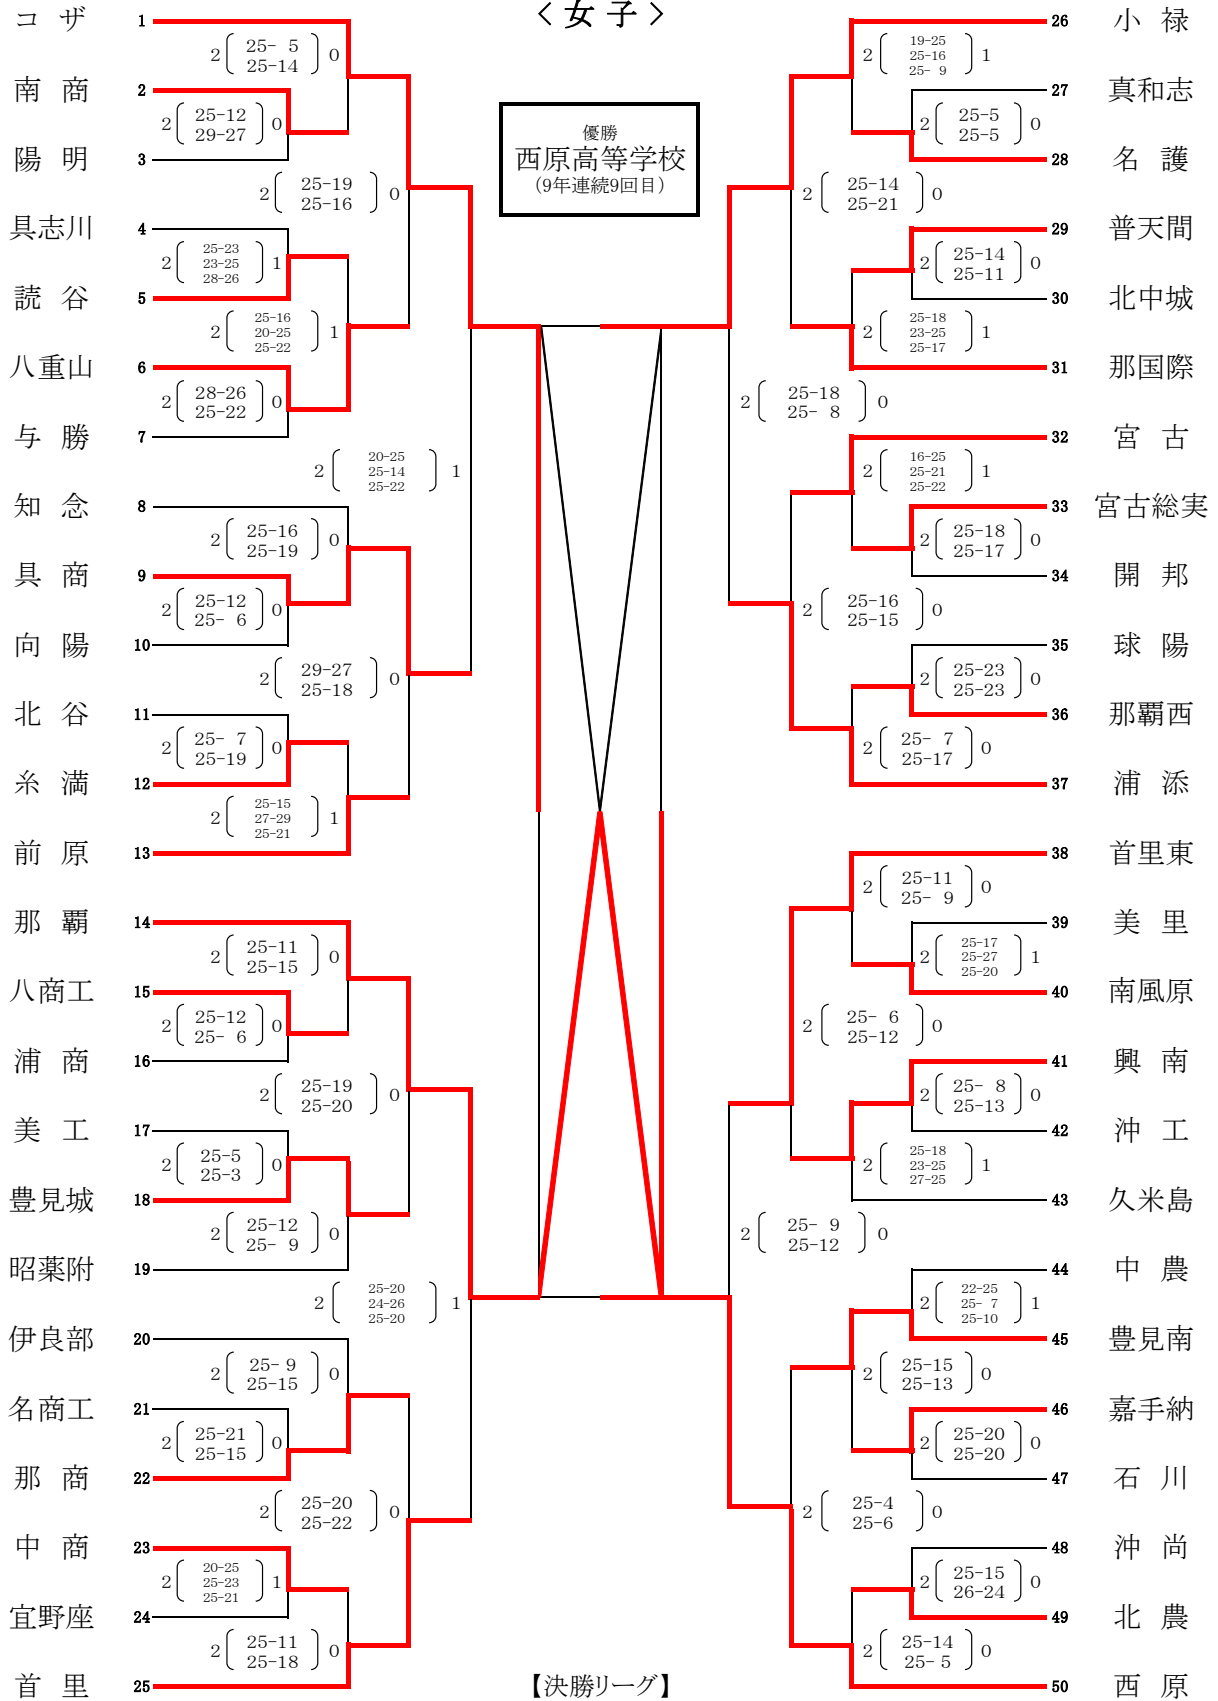 ＜ 女 子 ＞
優勝
西原高等学校
（9年連続9回目）
コ ザ 1
2 25- 5 0
25-14
南 商 2
2 25-12 0
29-27
陽 明 3
2 25-19 0
25-16
具志川 4
25-23
2 23-25 1
28-26
読 谷 5
25-16
2 20-25 1
25-22
八重山 6
2 28-26 0
25-22
与 勝 7
20-25
2 25-14 1
25-22
知 念 8
2 25-16 0
25-19
具 商 9
2 25-12 0
25- 6
向 陽 10
2 29-27 0
25-18
北 谷 11
2 25- 7 0
25-19
糸 満 12
25-15
2 27-29 1
25-21
前 原 13
那 覇 14
2 25-11 0
25-15
八商工 15
2 25-12 0
25- 6
浦 商 16
2 25-19 0
25-20
美 工 17
2 25-5 0
25-3
豊見城 18
2 25-12 0
25- 9
昭薬附 19
25-20
2 24-26 1
25-20
伊良部 20
2 25- 9 0
25-15
名商工 21
2 25-21 0
25-15
那 商 22
2 25-20 0
25-22
中 商 23
20-25
2 25-23 1
25-21
宜野座 24
2 25-11 0
25-18
首 里 25
26 小 禄
19-25
2 25-16 1
25- 9
27 真和志
2 25-5 0
25-5
28 名 護
2 25-14 0
25-21
29 普天間
2 25-14 0
25-11
30 北中城
25-18
2 23-25 1
25-17
31 那国際
2 25-18 0
25- 8
32 宮 古
16-25
2 25-21 1
25-22
33 宮古総実
2 25-18 0
25-17
34 開 邦
2 25-16 0
25-15
35 球 陽
2 25-23 0
25-23
36 那覇西
2 25- 7 0
25-17
37 浦 添
38 首里東
2 25-11 0
25- 9
39 美 里
25-17
2 25-27 1
25-20
40 南風原
2 25- 6 0
25-12
41 興 南
2 25- 8 0
25-13
42 沖 工
25-18
2 23-25 1
27-25
43 久米島
2 25- 9 0
25-12
44 中 農
22-25
2 25- 7 1
25-10
45 豊見南
2 25-15 0
25-13
46 嘉手納
2 25-20 0
25-20
47 石 川
2 25-4 0
25-6
48 沖 尚
2 25-15 0
26-24
49 北 農
2 25-14 0
25- 5
50 西 原
【決勝リーグ】